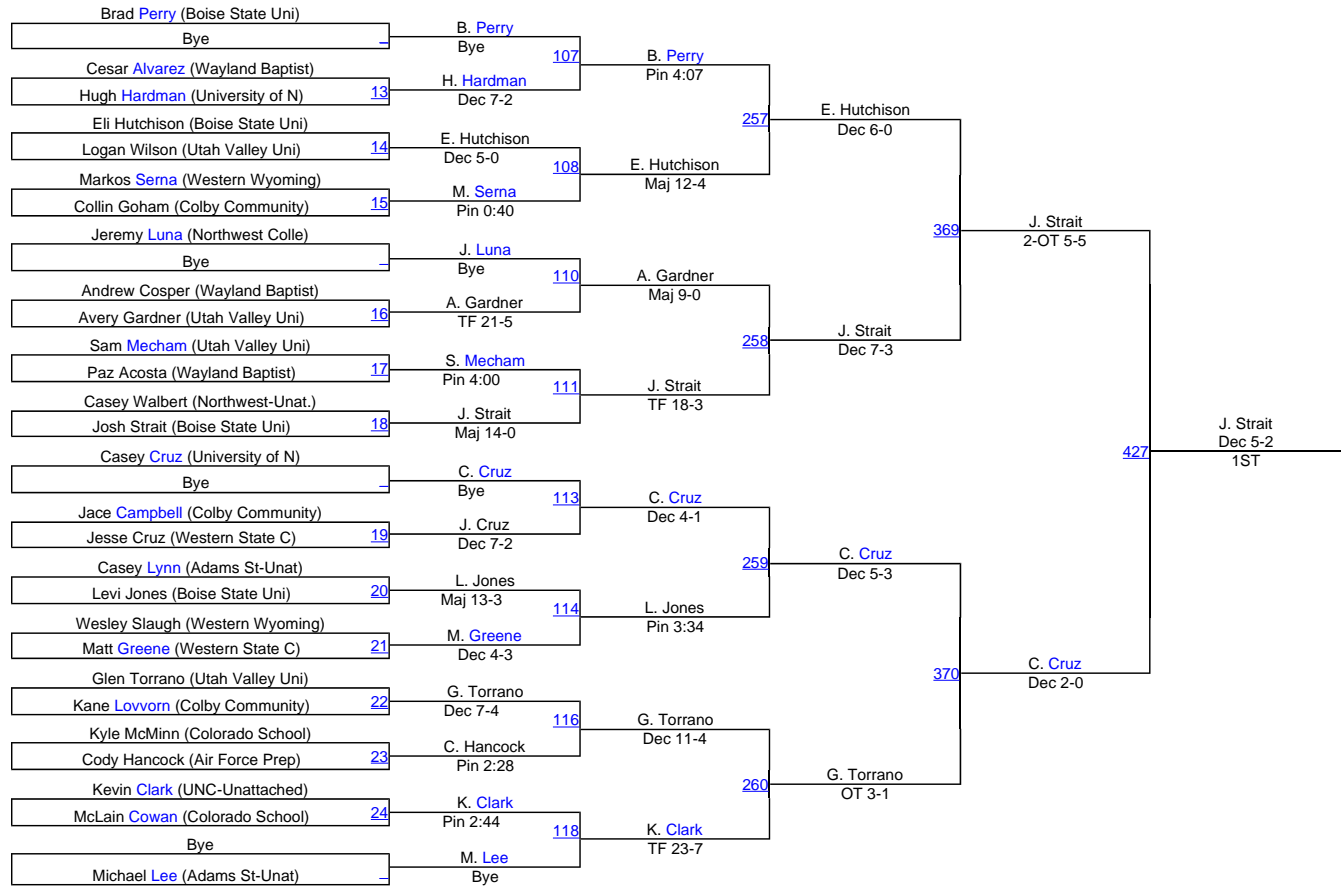 Brad Perry (Boise State Uni)
Bye
_
Cesar Alvarez (Wayland Baptist)
Hugh Hardman (University of N)
13
Eli Hutchison (Boise State Uni)
Logan Wilson (Utah Valley Uni)
14
Markos Serna (Western Wyoming)
Collin Goham (Colby Community)
15
Jeremy Luna (Northwest Colle)
Bye
_
Andrew Cosper (Wayland Baptist)
Avery Gardner (Utah Valley Uni)
16
Sam Mecham (Utah Valley Uni)
Paz Acosta (Wayland Baptist)
17
Casey Walbert (Northwest-Unat.)
Josh Strait (Boise State Uni)
18
Casey Cruz (University of N)
Bye
_
Jace Campbell (Colby Community)
Jesse Cruz (Western State C)
19
Casey Lynn (Adams St-Unat)
Levi Jones (Boise State Uni)
20
Wesley Slaugh (Western Wyoming)
Matt Greene (Western State C)
21
Glen Torrano (Utah Valley Uni)
Kane Lovvorn (Colby Community)
22
Kyle McMinn (Colorado School)
Cody Hancock (Air Force Prep)
23
Kevin Clark (UNC-Unattached)
McLain Cowan (Colorado School)
24
Bye
Michael Lee (Adams St-Unat)
_
B. Perry
Bye
107
H. Hardman
Dec 7-2
E. Hutchison
Dec 5-0
108
M. Serna
Pin 0:40
J. Luna
Bye
110
A. Gardner
TF 21-5
S. Mecham
Pin 4:00
111
J. Strait
Maj 14-0
C. Cruz
Bye
113
J. Cruz
Dec 7-2
L. Jones
Maj 13-3
114
M. Greene
Dec 4-3
G. Torrano
Dec 7-4
116
C. Hancock
Pin 2:28
K. Clark
Pin 2:44
118
M. Lee
Bye
B. Perry
Pin 4:07
257
E. Hutchison
Maj 12-4
A. Gardner
Maj 9-0
258
J. Strait
TF 18-3
C. Cruz
Dec 4-1
259
L. Jones
Pin 3:34
G. Torrano
Dec 11-4
260
K. Clark
TF 23-7
E. Hutchison
Dec 6-0
369
J. Strait
Dec 7-3
C. Cruz
Dec 5-3
370
G. Torrano
OT 3-1
J. Strait
2-OT 5-5
427
C. Cruz
Dec 2-0
J. Strait
Dec 5-2
1ST